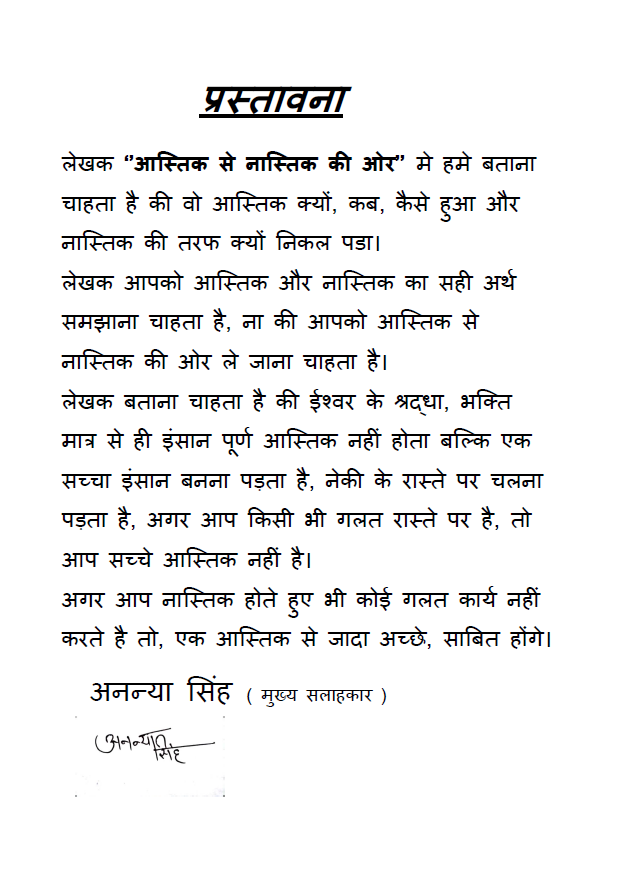 प्रस्तावना
लेखक “आस्तिक से नास्तिक की ओर” मे हमे बताना
चाहता है की वो आस्तिक क्यों, कब, कैसे हुआ और
नास्तिक की तरफ क्यों निकल पडा।
लेखक आपको आस्तिक और नास्तिक का सही अर्थ
समझाना चाहता है, ना की आपको आस्तिक से
नास्तिक की ओर ले जाना चाहता है।
लेखक बताना चाहता है की ईश्वर के श्रद्धा, भक्ति
मात्र से ही इंसान पूर्ण आस्तिक नहीं होता बल्कि एक
सच्चा इंसान बनना पड़ता है, नेकी के रास्ते पर चलना
पड़ता है, अगर आप किसी भी गलत रास्ते पर है, तो
आप सच्चे आस्तिक नहीं है।
अगर आप नास्तिक होते हुए भी कोई गलत कार्य नहीं
करते है तो, एक आस्तिक से जादा अच्छे, साबित होंगे।
अनन्या सिंह ( मुख्य सलाहकार )
अनन्या
सिंह